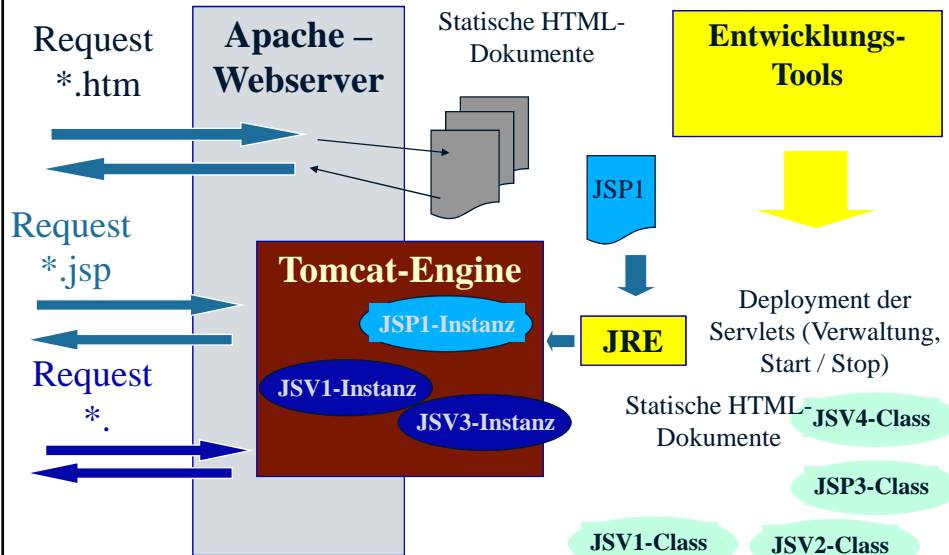 Request
*.htm
Apache –
Webserver
Statische HTML-
Dokumente
Entwicklungs-
Tools
JSP1
Request
*.jsp
Tomcat-Engine
JSP1-Instanz
JRE
Deployment der
Servlets (Verwaltung,
Start / Stop)
Request
*.
JSV1-Instanz
JSV3-Instanz
Statische HTML-
Dokumente
JSV4-Class
JSP3-Class
JSV1-Class
JSV2-Class